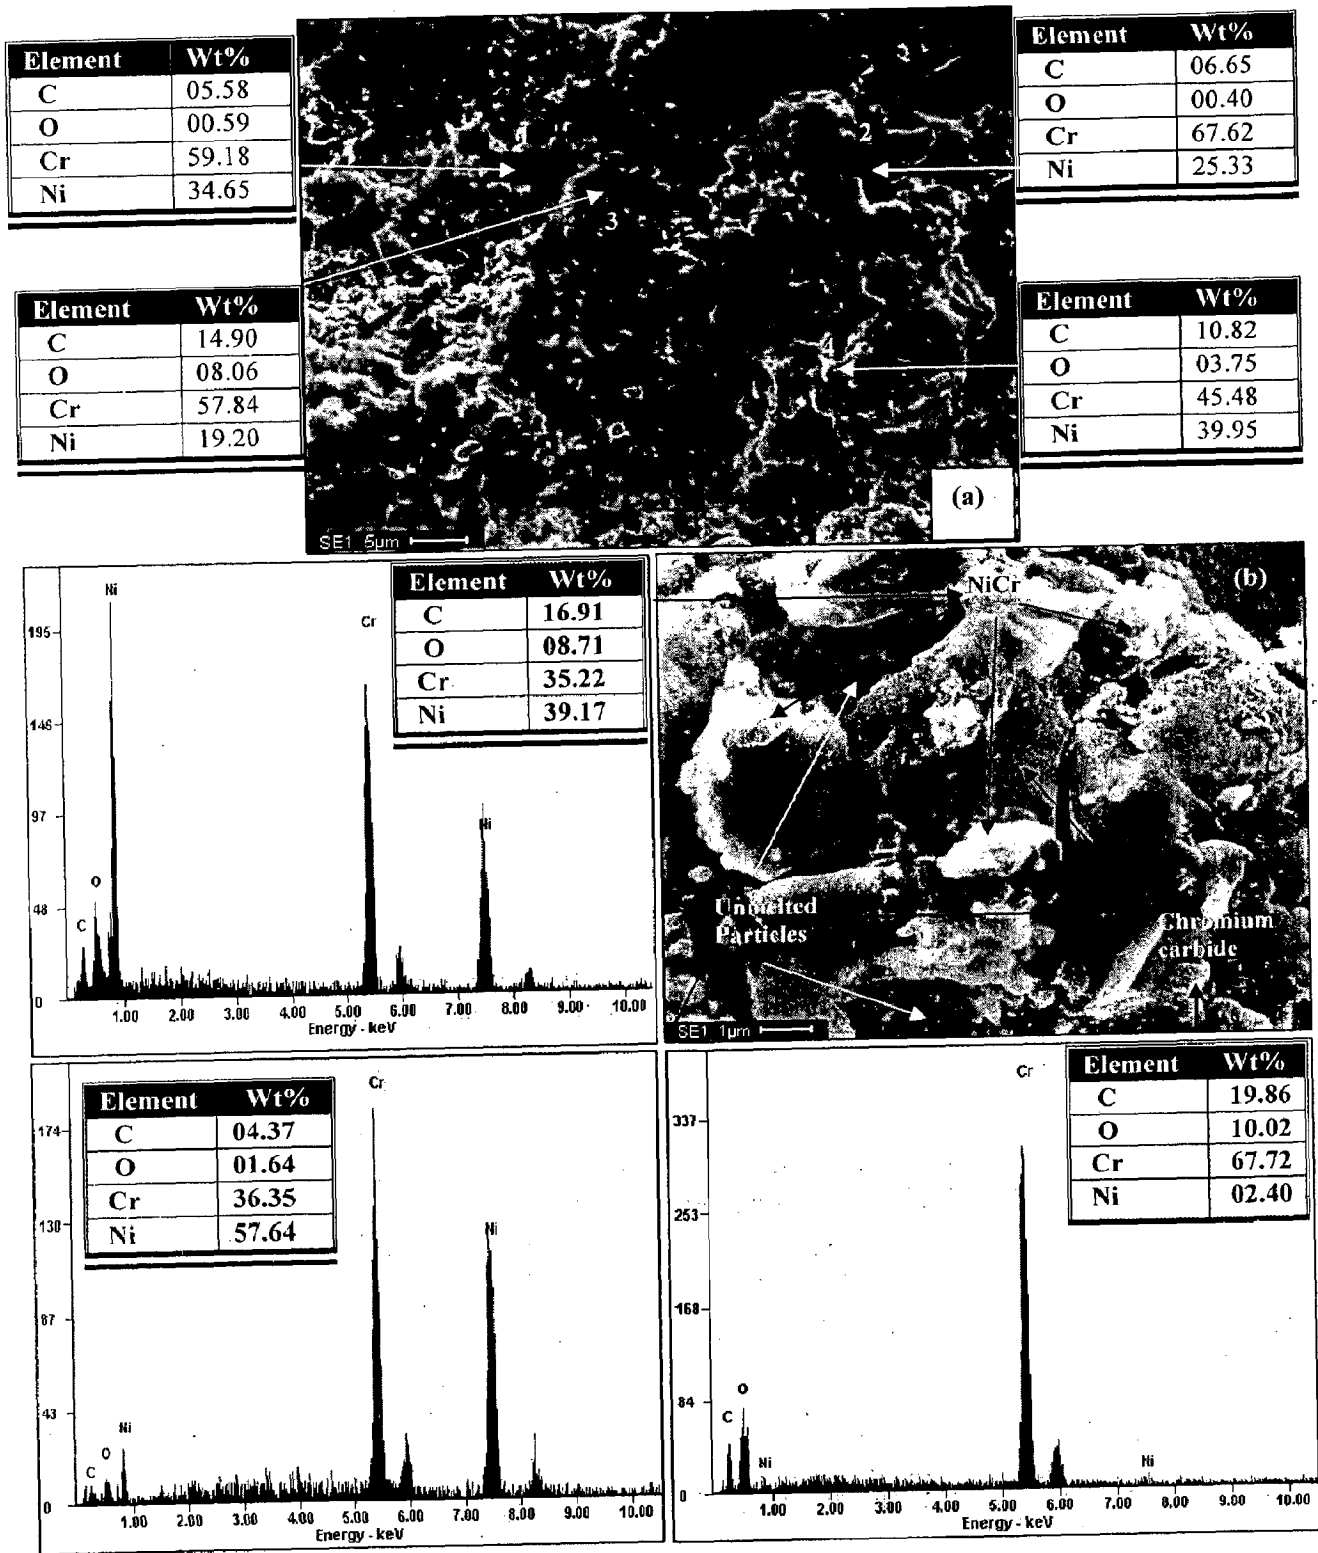 Element Wt%
C 05.58
O 00.59
Cr 59.18
Ni 34.65
Element Wt%
C 06.65
O 00.40
Cr 67.62
Ni 25.33
Element Wt%
C 14.90
O 08.06
Cr 57.84
Ni 19.20
Element Wt%
C 10.82
O 03.75
Cr 45.48
Ni 39.95
1
2
3
4
(a)
SE1 5µm
Element Wt%
C 16.91
O 08.71
Cr 35.22
Ni 39.17
Ni
Cr
Ni
O
C
195
146
97
48
0
1.00 2.00 3.00 4.00 5.00 6.00 7.00 8.00 9.00 10.00
Energy - keV
NiCr
(b)
Unmelted
Particles
Chromium
carbide
SE1 1µm
Element Wt%
C 04.37
O 01.64
Cr 36.35
Ni 57.64
Cr
Ni
Ni
O
C
174
130
87
43
0
1.00 2.00 3.00 4.00 5.00 6.00 7.00 8.00 9.00 10.00
Energy - keV
Element Wt%
C 19.86
O 10.02
Cr 67.72
Ni 02.40
Cr
O
C
Ni
Ni
337
253
168
84
0
1.00 2.00 3.00 4.00 5.00 6.00 7.00 8.00 9.00 10.00
Energy - keV